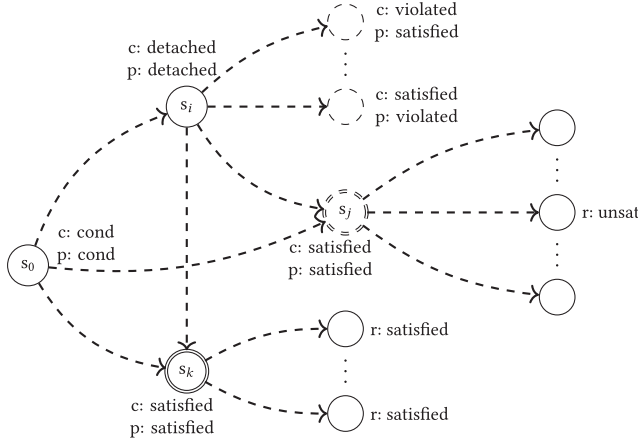 c: violated
p: satisfied
c: detached
p: detached
s_i
c: satisfied
p: violated
s_j
r: unsat
c: cond
p: cond
s_0
c: satisfied
p: satisfied
r: satisfied
s_k
c: satisfied
p: satisfied
r: satisfied